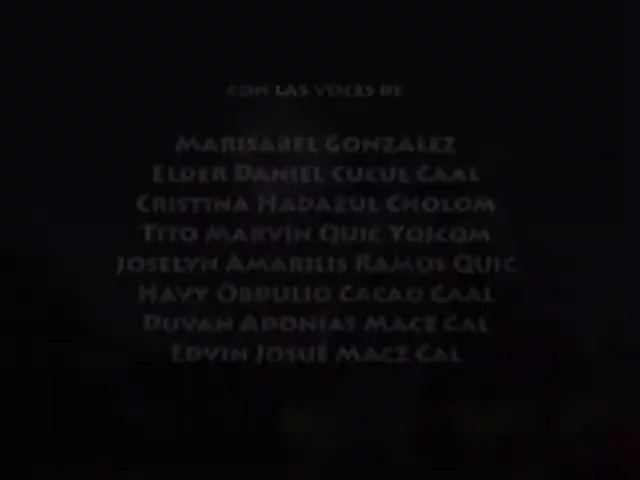 CON LAS VOCES DE
MARISABEL GONZALEZ
ELDER DANIEL CUCUL CAAL
CRISTINA HADAZUL CHOLOM
TITO MARVIN QUIC YOJCOM
JOSELYN AMARILIS RAMOS QUIC
HAVY OBDULIO CACAO CAAL
DUVAN ADONIAS MACZ CAL
EDVIN JOSUÉ MACZ CAL